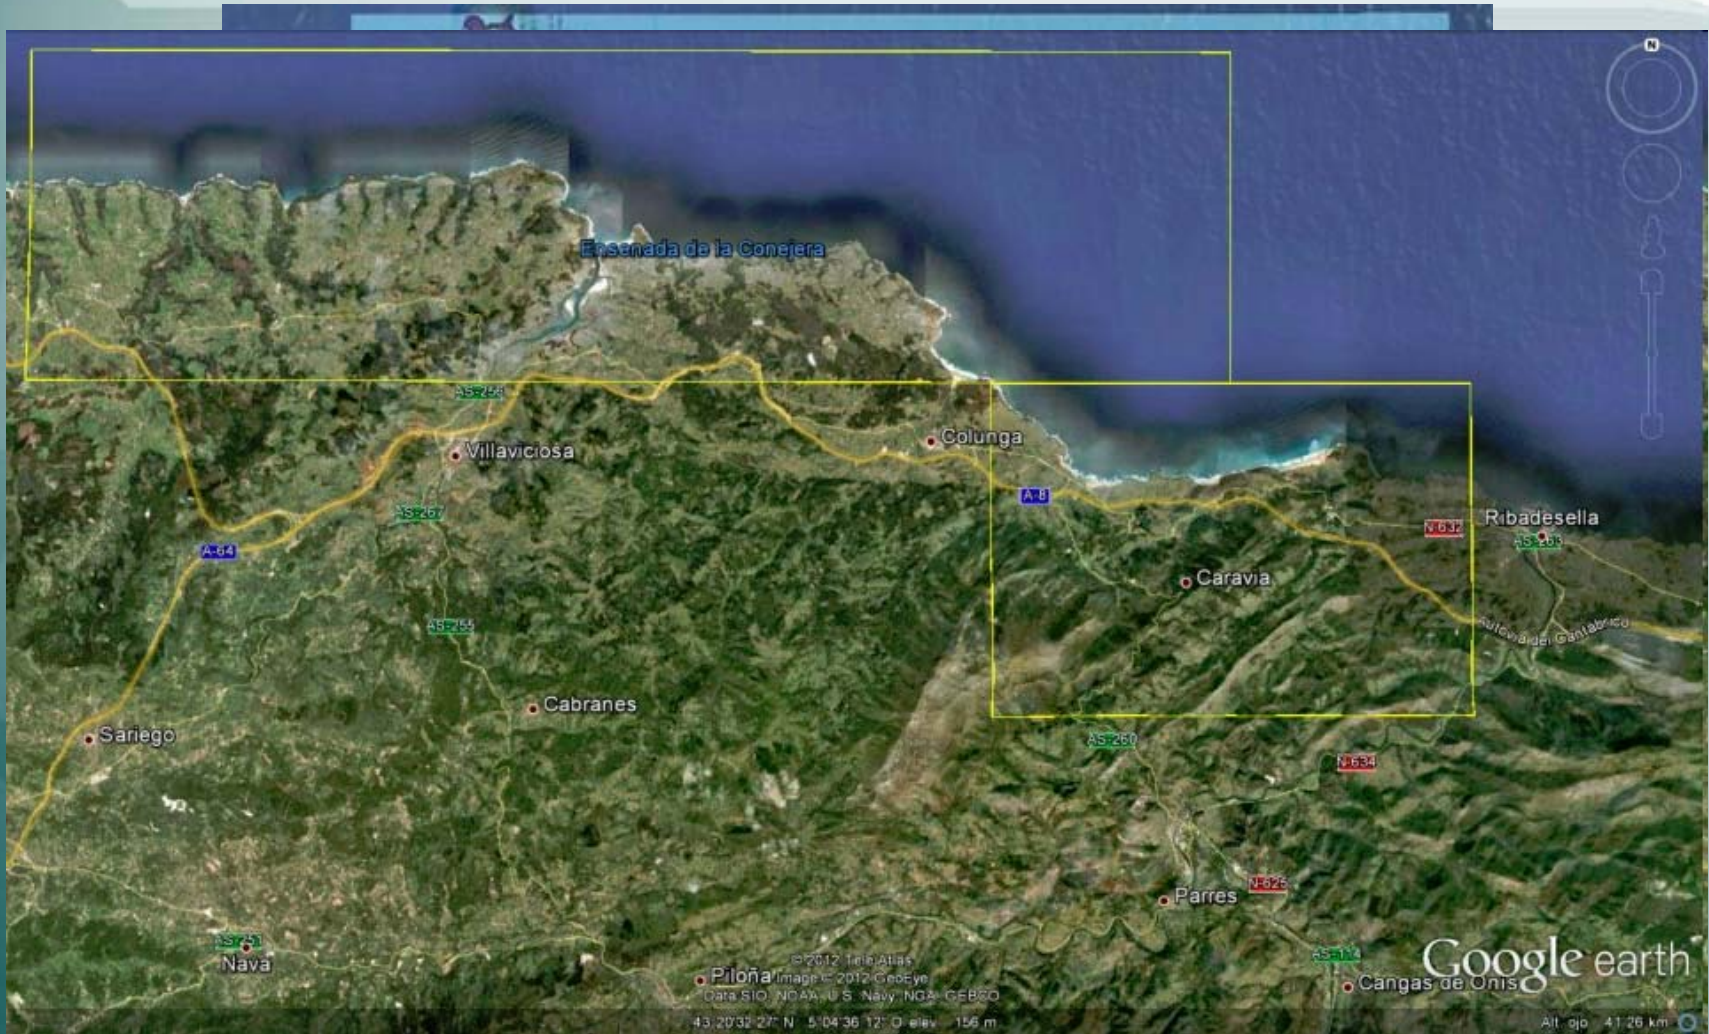 N
Ensenada de la Conejera
AS-256
Villaviciosa
Colunga
A-8
AS-267
N-632
Ribadesella
A-64
Caravia
AS-255
Autovía del Cantábrico
Cabranes
Sariego
AS-260
N-634
N-625
Parres
AS-251
Nava
AS-114
Google earth
© 2012 Tele Atlas
Piloña
Image © 2012 GeoEye
Cangas de Onís
Data SIO, NOAA, U.S. Navy, NGA, GEBCO
43°20'32.27" N 5°04'36.12" O elev. 156 m
Alt. ojo 41.26 km